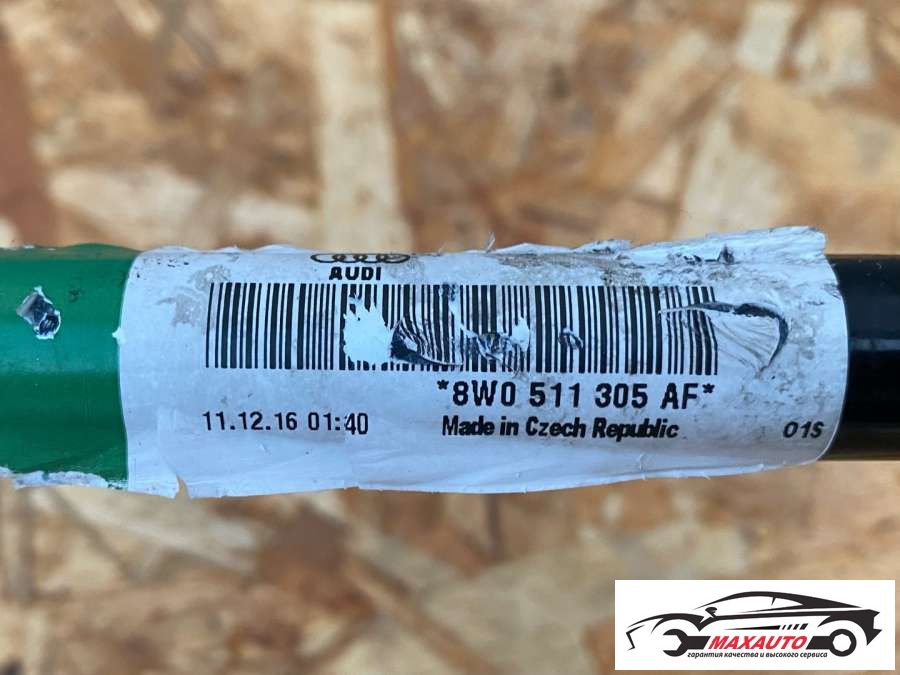 AUDI
*8W0 511 305 AF*
11.12.16 01:40
Made in Czech Republic
01S
MAXAUTO
гарантия качества и высокого сервиса